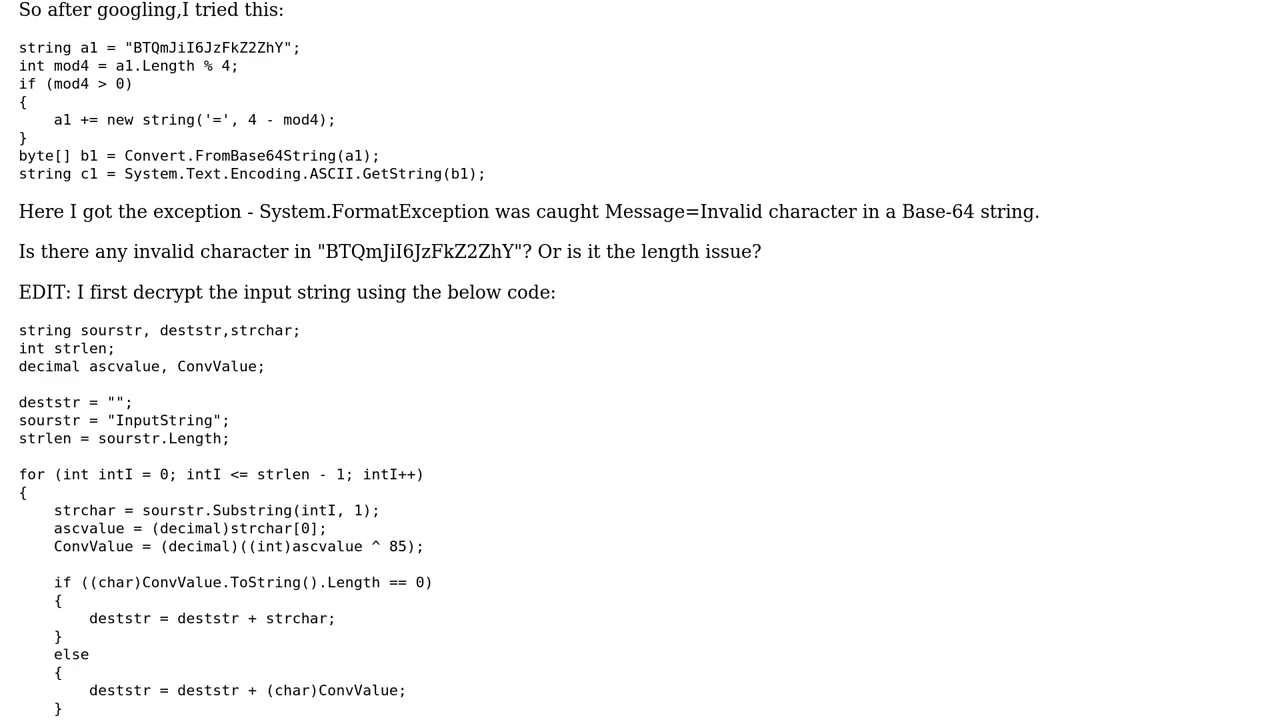 So after googling,I tried this:
string a1 = "BTQmJiI6JzFkZ2ZhY";
int mod4 = a1.Length % 4;
if (mod4 > 0)
{
    a1 += new string('=', 4 - mod4);
}
byte[] b1 = Convert.FromBase64String(a1);
string c1 = System.Text.Encoding.ASCII.GetString(b1);
Here I got the exception - System.FormatException was caught Message=Invalid character in a Base-64 string.
Is there any invalid character in "BTQmJiI6JzFkZ2ZhY"? Or is it the length issue?
EDIT: I first decrypt the input string using the below code:
string sourstr, deststr,strchar;
int strlen;
decimal ascvalue, ConvValue;
deststr = "";
sourstr = "InputString";
strlen = sourstr.Length;
for (int intI = 0; intI <= strlen - 1; intI++)
{
    strchar = sourstr.Substring(intI, 1);
    ascvalue = (decimal)strchar[0];
    ConvValue = (decimal)((int)ascvalue ^ 85);
    if ((char)ConvValue.ToString().Length == 0)
    {
        deststr = deststr + strchar;
    }
    else
    {
        deststr = deststr + (char)ConvValue;
    }